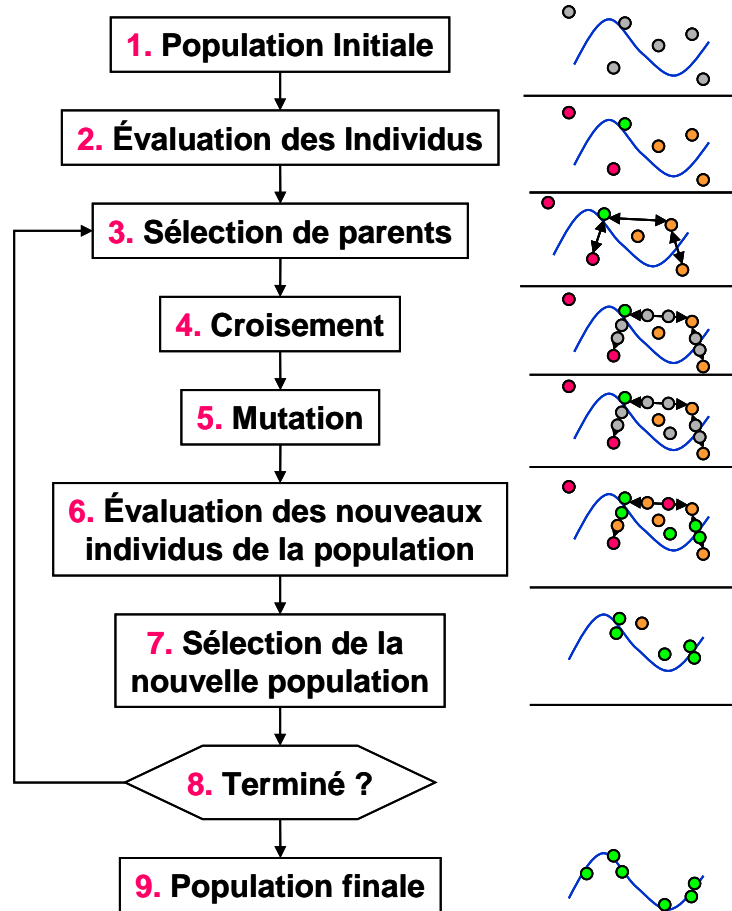 1. Population Initiale
2. Évaluation des Individus
3. Sélection de parents
4. Croisement
5. Mutation
6. Évaluation des nouveaux
individus de la population
7. Sélection de la
nouvelle population
8. Terminé ?
9. Population finale